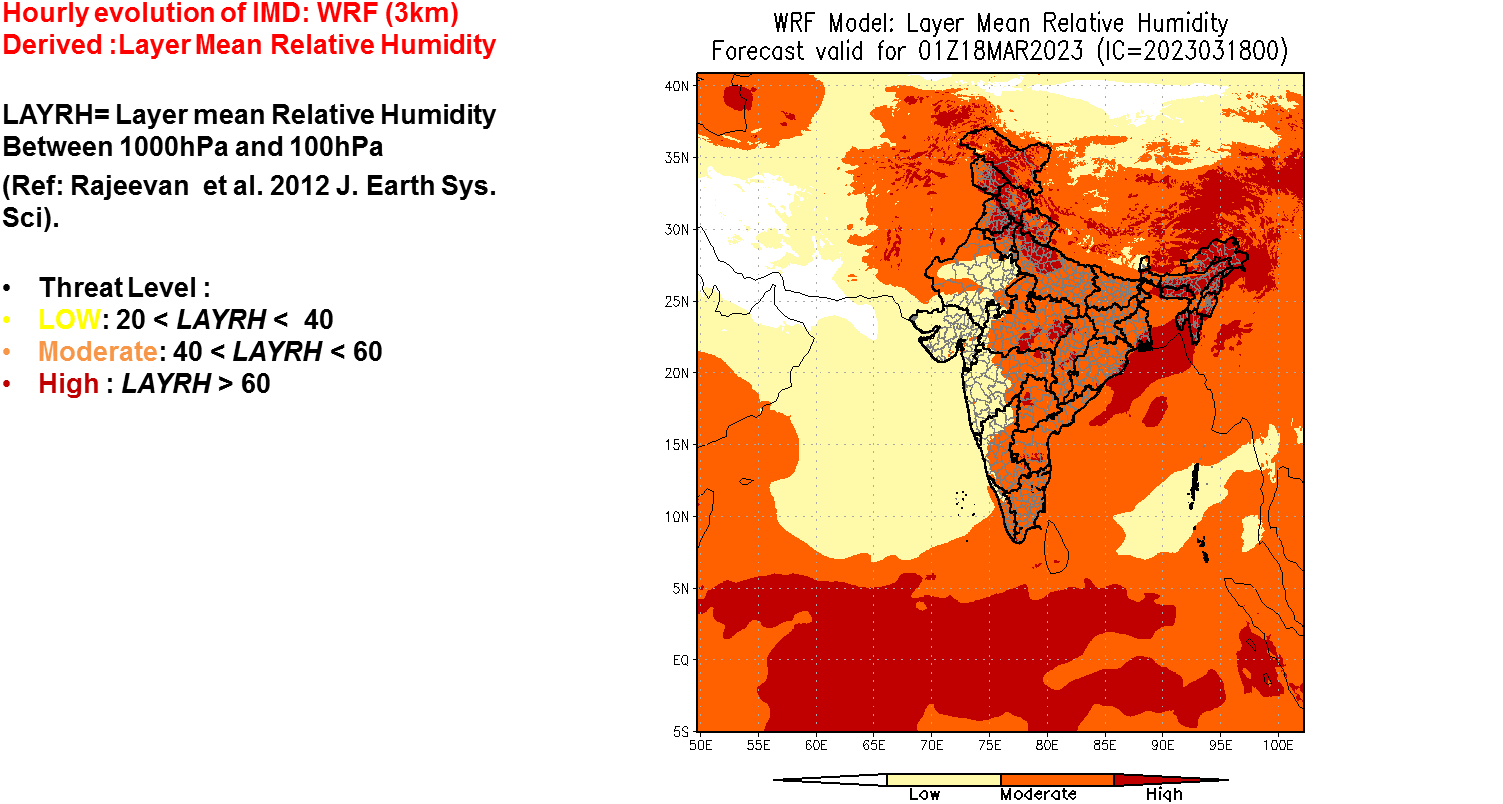 Hourly evolution of IMD: WRF (3km)
Derived :Layer Mean Relative Humidity
LAYRH= Layer mean Relative Humidity
Between 1000hPa and 100hPa
(Ref: Rajeevan et al. 2012 J. Earth Sys.
Sci).
• Threat Level :
• LOW: 20 < LAYRH < 40
• Moderate: 40 < LAYRH < 60
• High : LAYRH > 60
WRF Model: Layer Mean Relative Humidity
Forecast valid for 01Z18MAR2023 (IC=2023031800)
40N
35N
30N
25N
20N
15N
10N
5N
EQ
5S
50E 55E 60E 65E 70E 75E 80E 85E 90E 95E 100E
Low Moderate High